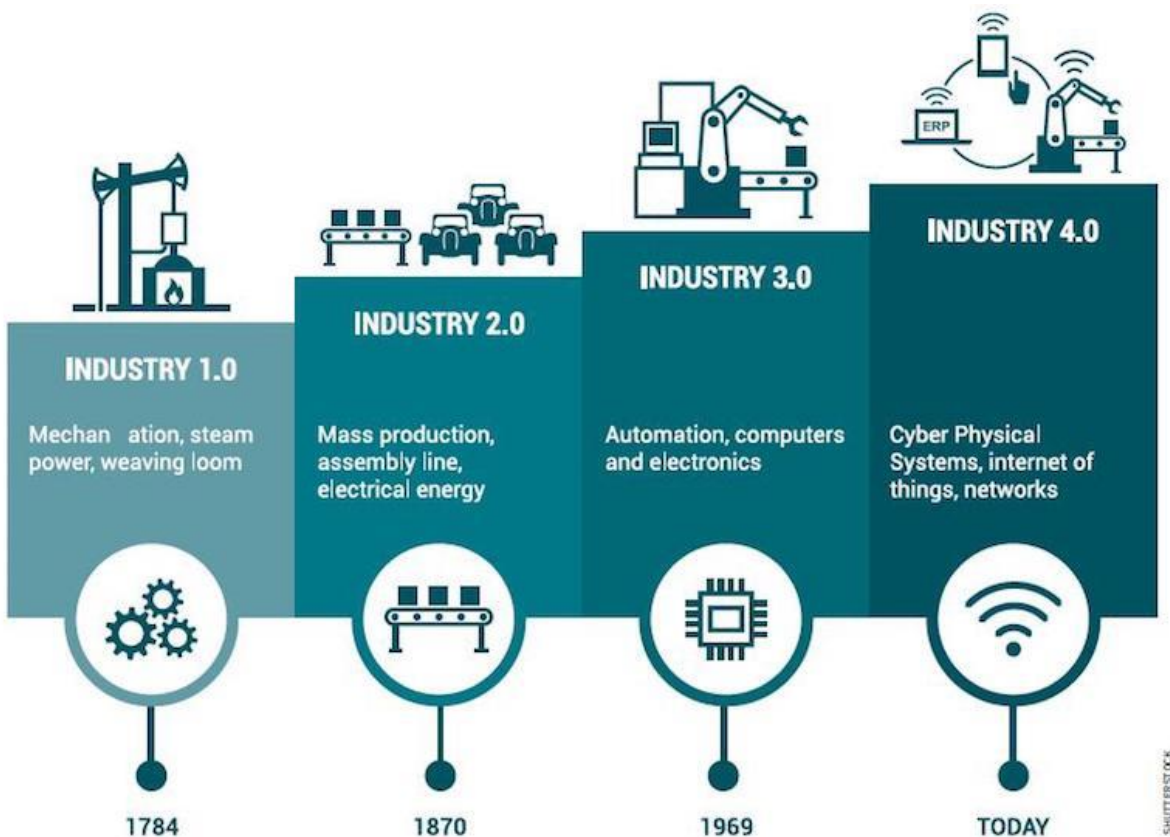 ERP
INDUSTRY 1.0
Mechan ation, steam
power, weaving loom
1784
INDUSTRY 2.0
Mass production,
assembly line,
electrical energy
1870
INDUSTRY 3.0
Automation, computers
and electronics
1969
INDUSTRY 4.0
Cyber Physical
Systems, internet of
things, networks
TODAY
SHUTTERSTOCK